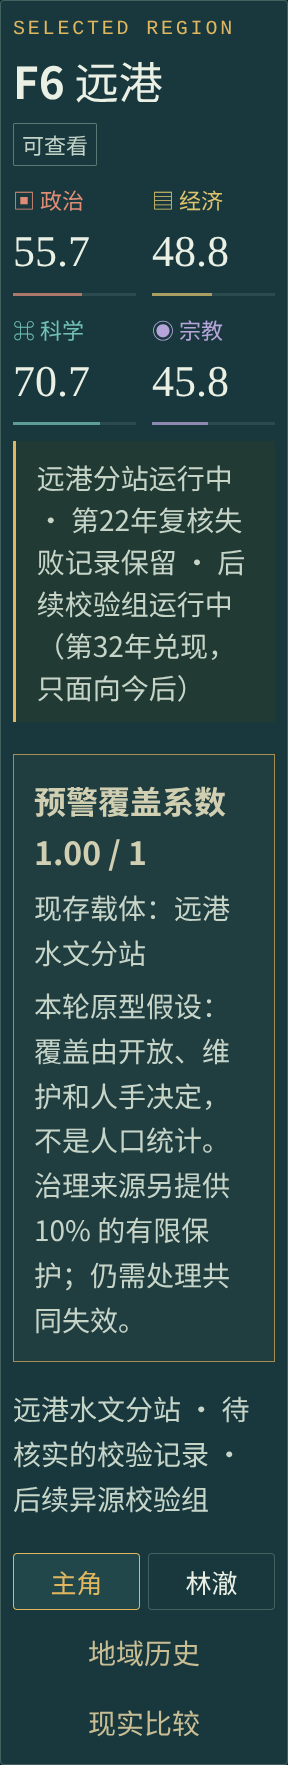 SELECTED REGION
F6 远港
可查看
政治 经济
55.7 48.8
科学 宗教
70.7 45.8
远港分站运行中
· 第22年复核失
败记录保留 · 后
续校验组运行中
（第32年兑现，
只面向今后）
预警覆盖系数
1.00 / 1
现存载体：远港
水文分站
本轮原型假设：
覆盖由开放、维
护和人手决定，
不是人口统计。
治理来源另提供
10% 的有限保
护；仍需处理共
同失效。
远港水文分站 · 待
核实的校验记录 ·
后续异源校验组
主角 林澈
地域历史
现实比较